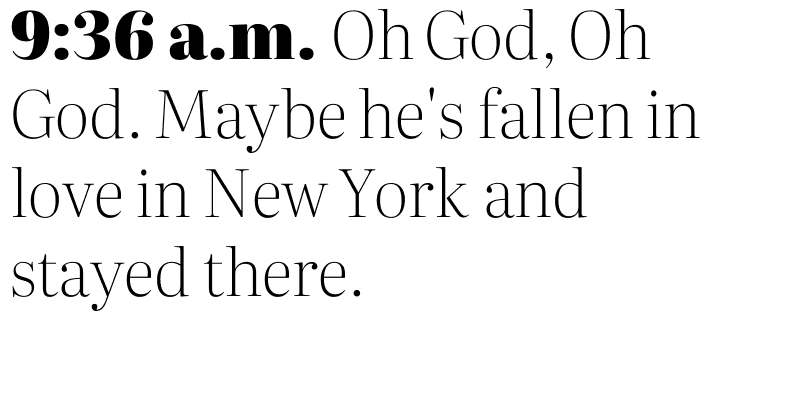 9:36 a.m. Oh God, Oh
God. Maybe he's fallen in
love in New York and
stayed there.